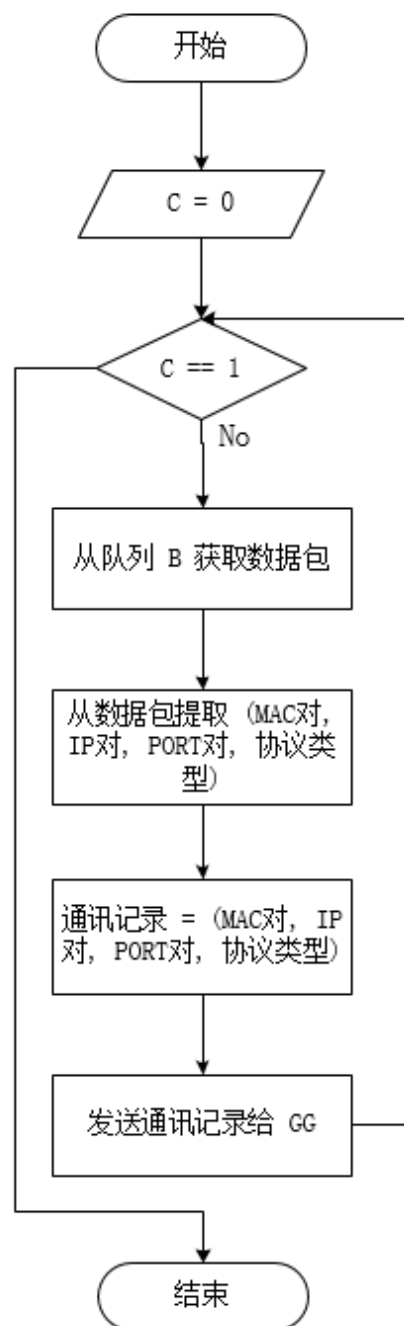 开始
C = 0
C == 1
No
从队列 B 获取数据包
从数据包提取 (MAC对,
IP对, PORT对, 协议类
型)
通讯记录 = (MAC对, IP
对, PORT对, 协议类型)
发送通讯记录给 GG
结束